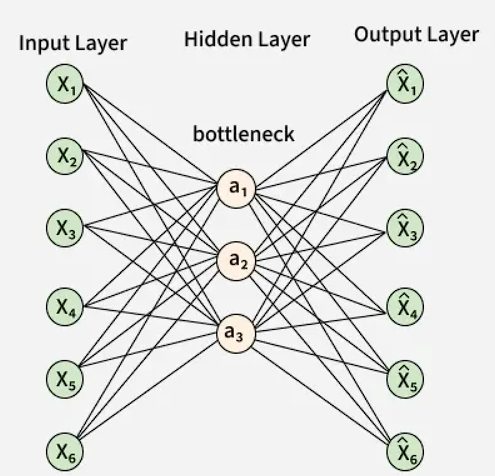 Input Layer
Hidden Layer
Output Layer
bottleneck
X₁
X₂
X₃
X₄
X₅
X₆
a₁
a₂
a₃
X̂₁
X̂₂
X̂₃
X̂₄
X̂₅
X̂₆